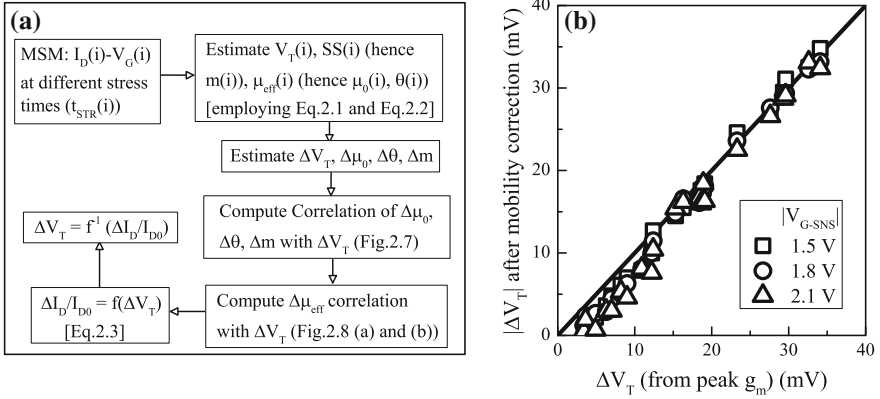 (a)
MSM: I_D(i)-V_G(i)
at different stress
times (t_STR(i))
Estimate V_T(i), SS(i) (hence
m(i)), μ_eff(i) (hence μ_0(i), θ(i))
[employing Eq.2.1 and Eq.2.2]
Estimate ΔV_T, Δμ_0, Δθ, Δm
Compute Correlation of Δμ_0,
Δθ, Δm with ΔV_T (Fig.2.7)
Compute Δμ_eff correlation
with ΔV_T (Fig.2.8 (a) and (b))
ΔI_D/I_D0 = f(ΔV_T)
[Eq.2.3]
ΔV_T = f^-1 (ΔI_D/I_D0)
(b)
|ΔV_T| after mobility correction (mV)
40
30
20
10
0
|V_G-SNS|
1.5 V
1.8 V
2.1 V
0 10 20 30 40
ΔV_T (from peak g_m) (mV)